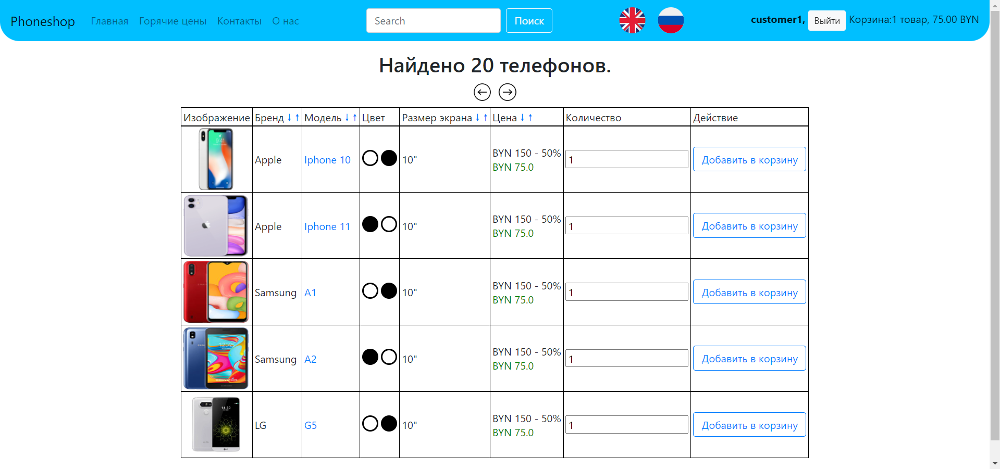 Phoneshop Главная Горячие цены Контакты О нас Search Поиск customer1, Выйти Корзина:1 товар, 75.00 BYN
Найдено 20 телефонов.
Изображение Бренд ↓ ↑ Модель ↓ ↑ Цвет Размер экрана ↓ ↑ Цена ↓ ↑ Количество Действие
Apple Iphone 10 10" BYN 150 - 50% BYN 75.0 1 Добавить в корзину
Apple Iphone 11 10" BYN 150 - 50% BYN 75.0 1 Добавить в корзину
Samsung A1 10" BYN 150 - 50% BYN 75.0 1 Добавить в корзину
Samsung A2 10" BYN 150 - 50% BYN 75.0 1 Добавить в корзину
LG G5 10" BYN 150 - 50% BYN 75.0 1 Добавить в корзину